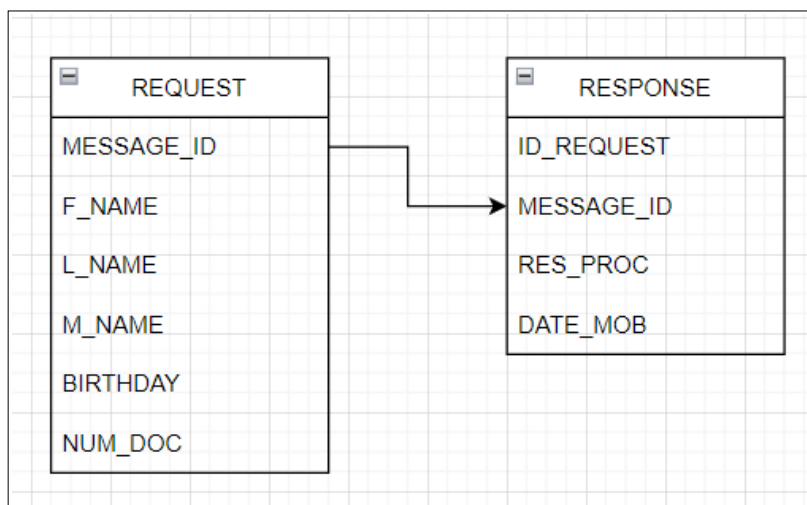 REQUEST
MESSAGE_ID
F_NAME
L_NAME
M_NAME
BIRTHDAY
NUM_DOC
RESPONSE
ID_REQUEST
MESSAGE_ID
RES_PROC
DATE_MOB